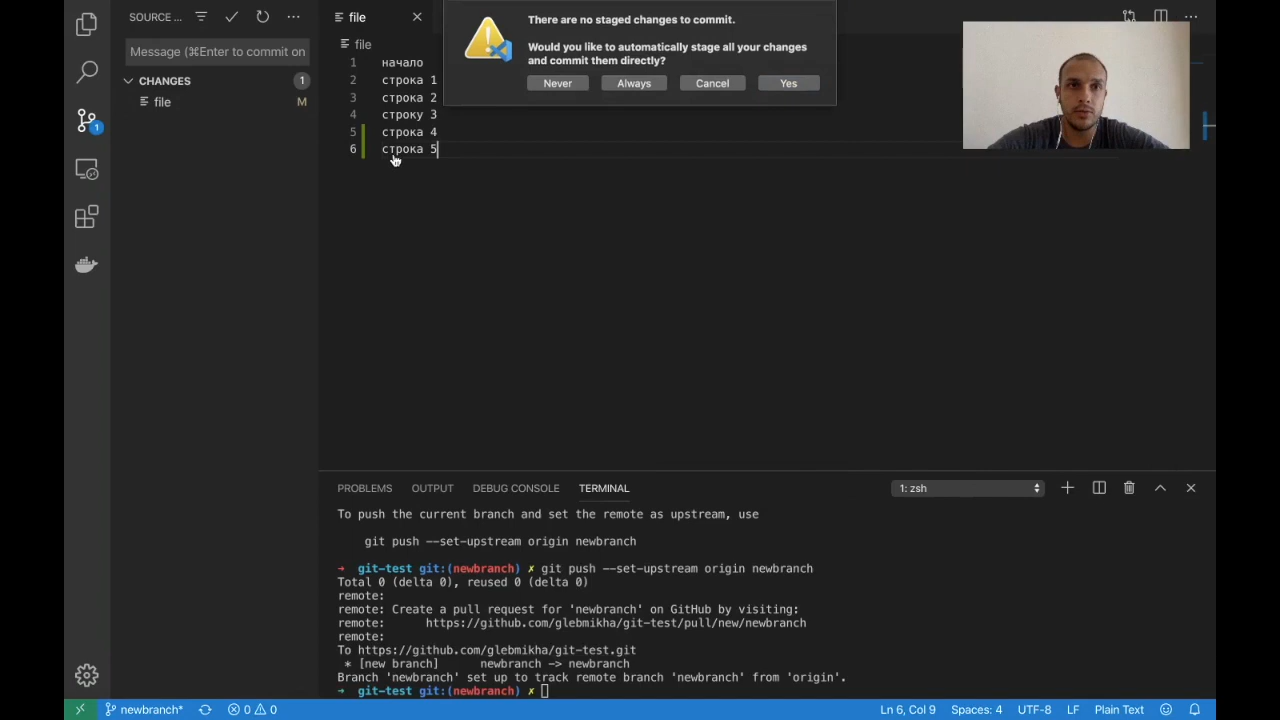 SOURCE ...
Message (⌘Enter to commit on
CHANGES
1
file
M
1
file
file
There are no staged changes to commit.
Would you like to automatically stage all your changes
and commit them directly?
Never
Always
Cancel
Yes
1 начало
2 строка 1
3 строка 2
4 строку 3
5 строка 4
6 строка 5
PROBLEMS
OUTPUT
DEBUG CONSOLE
TERMINAL
1: zsh
To push the current branch and set the remote as upstream, use
git push --set-upstream origin newbranch
→ git-test git:(newbranch) ✗ git push --set-upstream origin newbranch
Total 0 (delta 0), reused 0 (delta 0)
remote:
remote: Create a pull request for 'newbranch' on GitHub by visiting:
remote: https://github.com/glebmikha/git-test/pull/new/newbranch
remote:
To https://github.com/glebmikha/git-test.git
* [new branch] newbranch -> newbranch
Branch 'newbranch' set up to track remote branch 'newbranch' from 'origin'.
→ git-test git:(newbranch) ✗
newbranch*
0
0
Ln 6, Col 9
Spaces: 4
UTF-8
LF
Plain Text